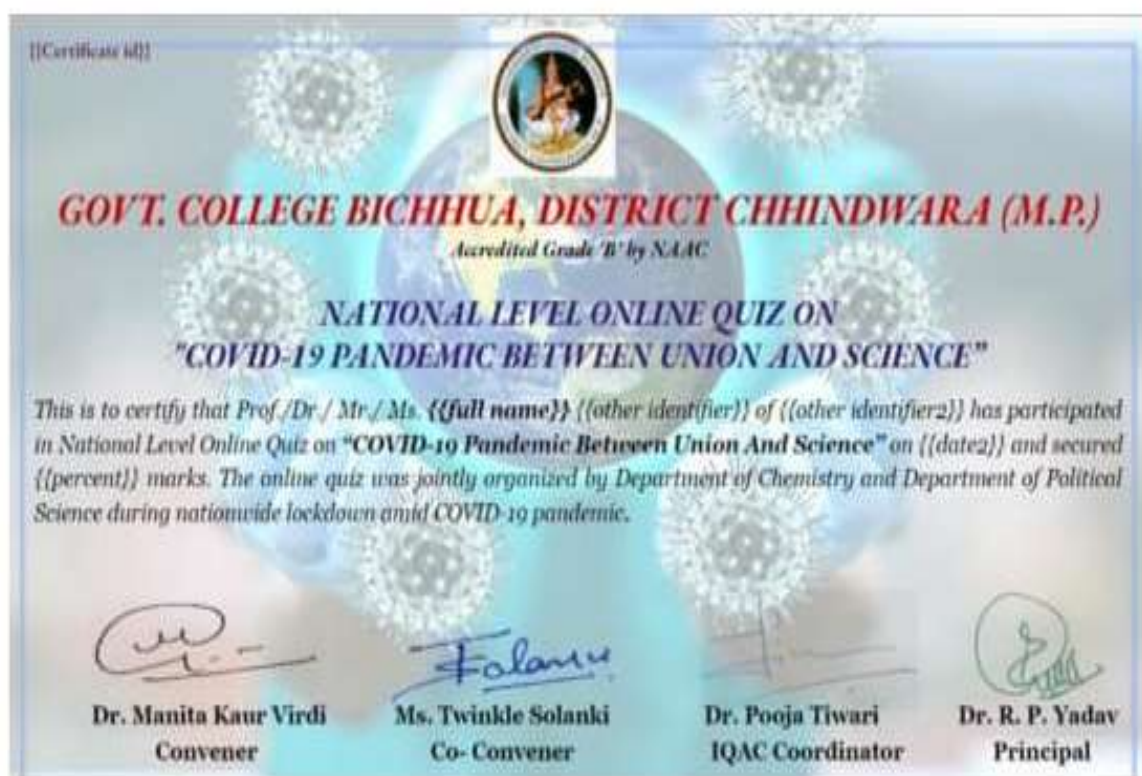 {{Certificate id}}
GOVT. COLLEGE BICHHUA, DISTRICT CHHINDWARA (M.P.)
Accredited Grade 'B' by NAAC
NATIONAL LEVEL ONLINE QUIZ ON
"COVID-19 PANDEMIC BETWEEN UNION AND SCIENCE"
This is to certify that Prof./Dr./ Mr./ Ms. {{full name}} {{other identifier}} of {{other identifier2}} has participated
in National Level Online Quiz on "COVID-19 Pandemic Between Union And Science" on {{date2}} and secured
{{percent}} marks. The online quiz was jointly organized by Department of Chemistry and Department of Political
Science during nationwide lockdown amid COVID-19 pandemic.
Dr. Manita Kaur Virdi Ms. Twinkle Solanki Dr. Pooja Tiwari Dr. R. P. Yadav
Convener Co- Convener IQAC Coordinator Principal